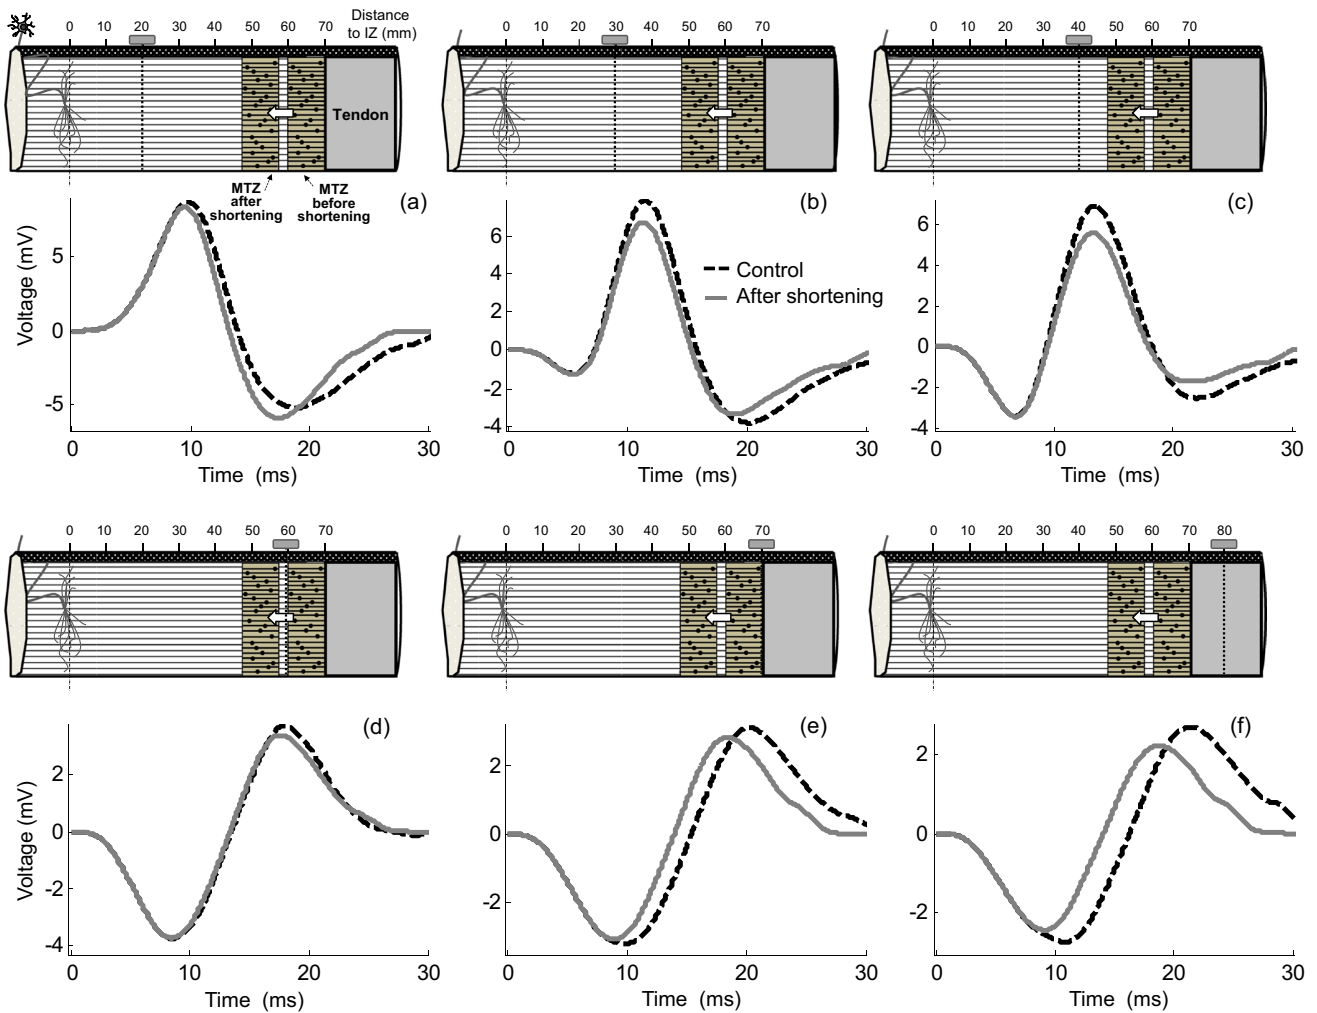 Distance
to IZ (mm)
0 10 20 30 40 50 60 70
0 10 20 30 40 50 60 70
0 10 20 30 40 50 60 70
Tendon
MTZ
after
shortening
MTZ
before
shortening
(a)
(b)
(c)
Voltage (mV)
5
0
-5
0 10 20 30
Time (ms)
6
4
2
0
-2
-4
Control
After shortening
0 10 20 30
Time (ms)
6
4
2
0
-2
-4
0 10 20 30
Time (ms)
0 10 20 30 40 50 60 70
0 10 20 30 40 50 60 70
0 10 20 30 40 50 60 70 80
(d)
(e)
(f)
Voltage (mV)
2
0
-2
-4
0 10 20 30
Time (ms)
2
0
-2
0 10 20 30
Time (ms)
2
0
-2
0 10 20 30
Time (ms)